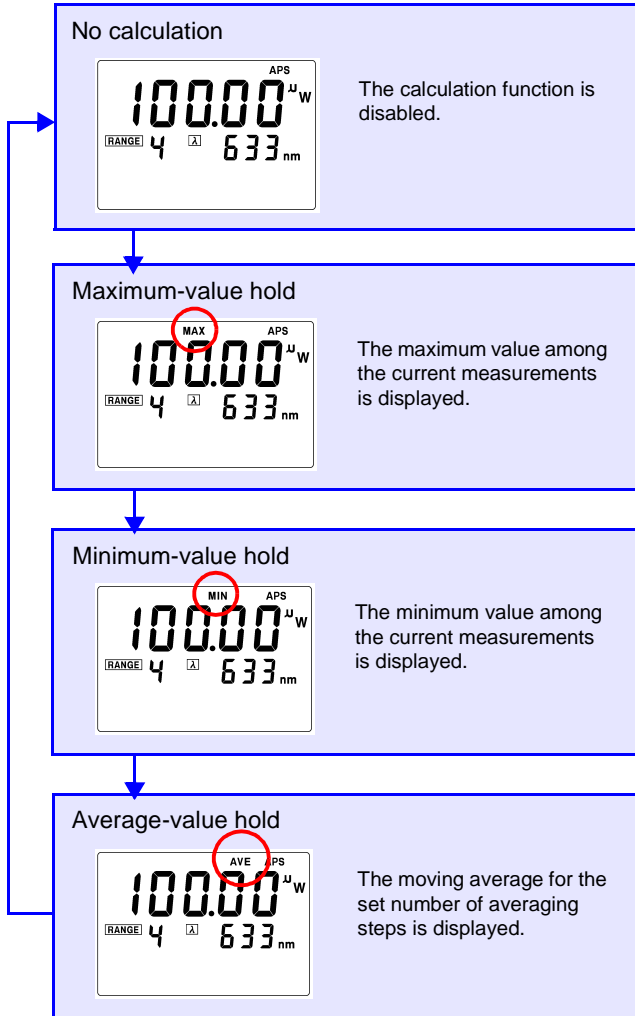 No calculation
APS
100.00 µW
RANGE 4 λ 633 nm
The calculation function is
disabled.
Maximum-value hold
MAX APS
100.00 µW
RANGE 4 λ 633 nm
The maximum value among
the current measurements
is displayed.
Minimum-value hold
MIN APS
100.00 µW
RANGE 4 λ 633 nm
The minimum value among
the current measurements
is displayed.
Average-value hold
AVE APS
100.00 µW
RANGE 4 λ 633 nm
The moving average for the
set number of averaging
steps is displayed.